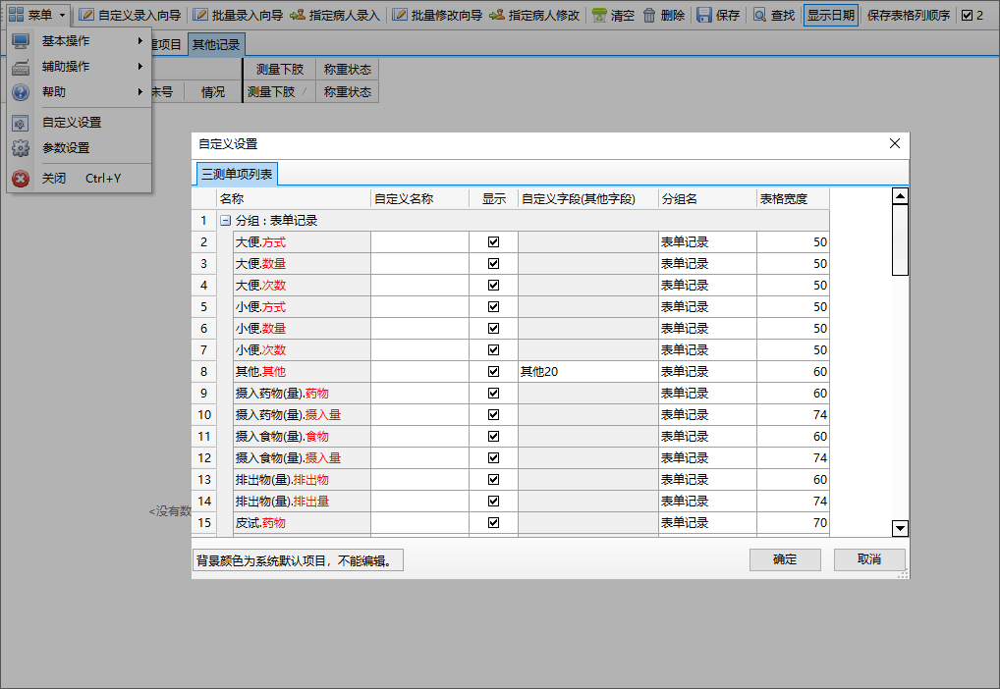 菜单 自定义录入向导 批量录入向导 指定病人录入 批量修改向导 指定病人修改 清空 删除 保存 查找 显示日期 保存表格列顺序 2
基本操作 重项目 其他记录
辅助操作 测量下肢 称重状态
帮助 床号 情况 测量下肢 / 称重状态
自定义设置
参数设置
关闭 Ctrl+Y
自定义设置
三测单项列表
名称 自定义名称 显示 自定义字段(其他字段) 分组名 表格宽度
1 分组 : 表单记录
2 大便.方式 表单记录 50
3 大便.数量 表单记录 50
4 大便.次数 表单记录 50
5 小便.方式 表单记录 50
6 小便.数量 表单记录 50
7 小便.次数 表单记录 50
8 其他.其他 其他20 表单记录 60
9 摄入药物(量).药物 表单记录 60
10 摄入药物(量).摄入量 表单记录 74
11 摄入食物(量).食物 表单记录 60
12 摄入食物(量).摄入量 表单记录 74
13 排出物(量).排出物 表单记录 60
14 排出物(量).排出量 表单记录 74
15 皮试.药物 表单记录 70
<没有数
背景颜色为系统默认项目，不能编辑。 确定 取消